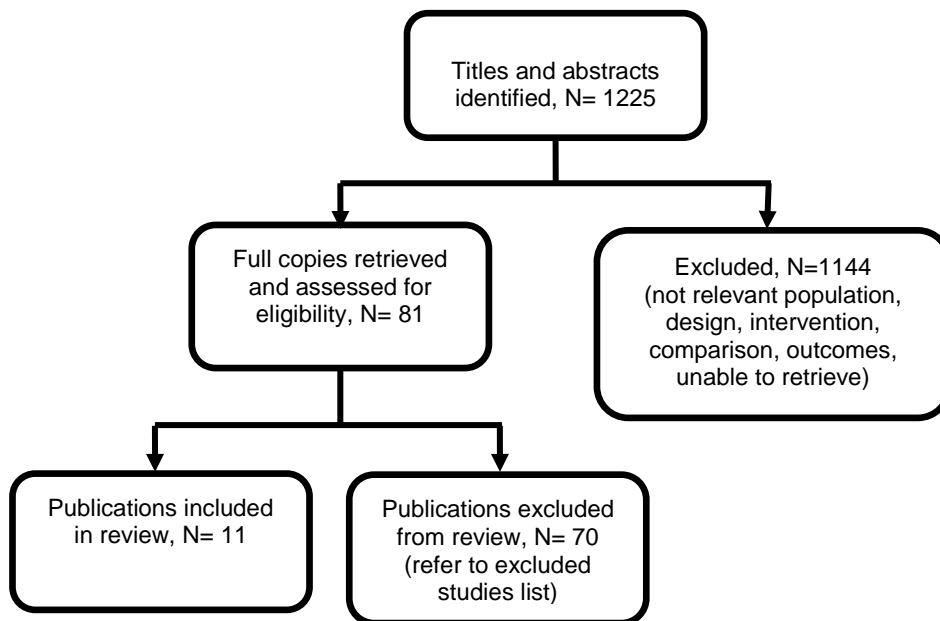 Titles and abstracts
identified, N= 1225
Full copies retrieved
and assessed for
eligibility, N= 81
Excluded, N=1144
(not relevant population,
design, intervention,
comparison, outcomes,
unable to retrieve)
Publications included
in review, N= 11
Publications excluded
from review, N= 70
(refer to excluded
studies list)